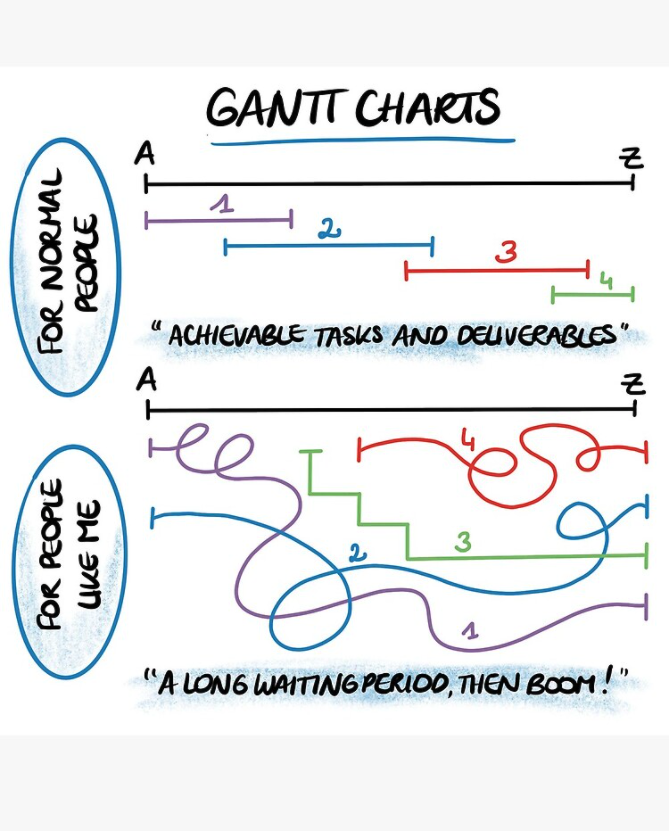 GANTT CHARTS
FOR NORMAL
PEOPLE
A
Z
1
2
3
4
"ACHIEVABLE TASKS AND DELIVERABLES"
FOR PEOPLE
LIKE ME
A
Z
4
3
2
1
"A LONG WAITING PERIOD, THEN BOOM!"